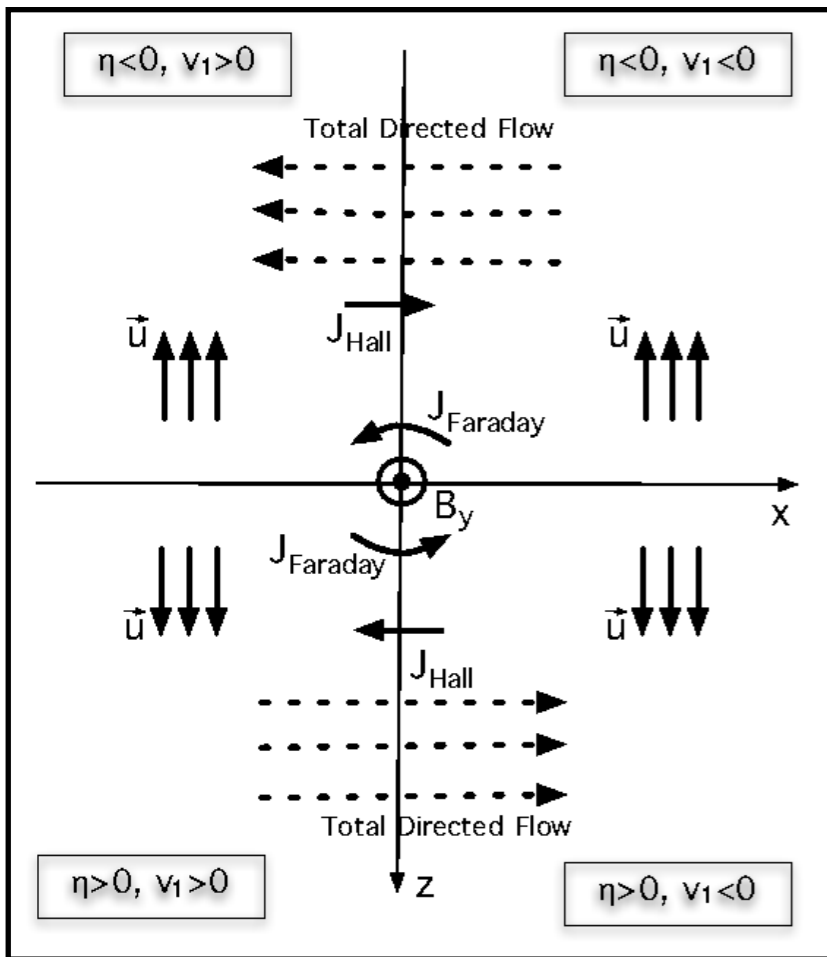 η<0, v₁>0
η<0, v₁<0
Total Directed Flow
J_Hall
u⃗
u⃗
J_Faraday
B_y
x
J_Faraday
u⃗
u⃗
J_Hall
Total Directed Flow
η>0, v₁>0
z
η>0, v₁<0